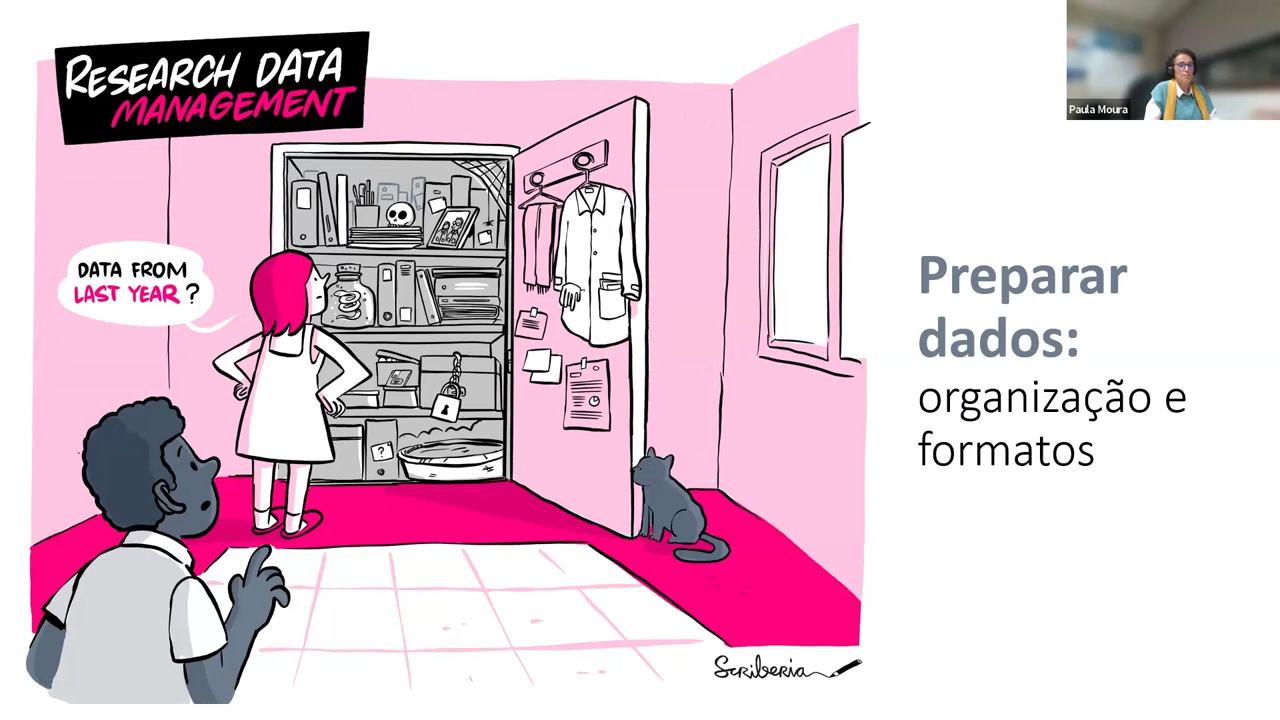 RESEARCH DATA
MANAGEMENT
DATA FROM
LAST YEAR?
?
Scriberia
Preparar
dados:
organização e
formatos
Paula Moura